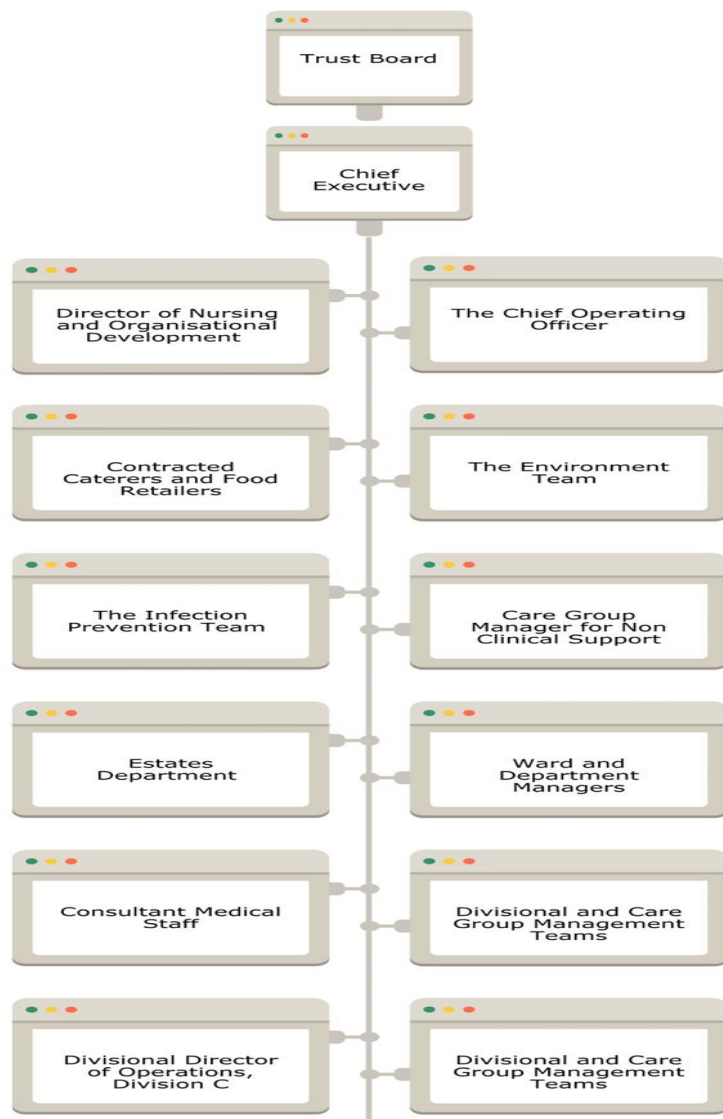 Trust Board
Chief
Executive
Director of Nursing
and Organisational
Development
The Chief Operating
Officer
Contracted
Caterers and Food
Retailers
The Environment
Team
The Infection
Prevention Team
Care Group
Manager for Non
Clinical Support
Estates
Department
Ward and
Department
Managers
Consultant Medical
Staff
Divisional and Care
Group Management
Teams
Divisional Director
of Operations,
Division C
Divisional and Care
Group Management
Teams